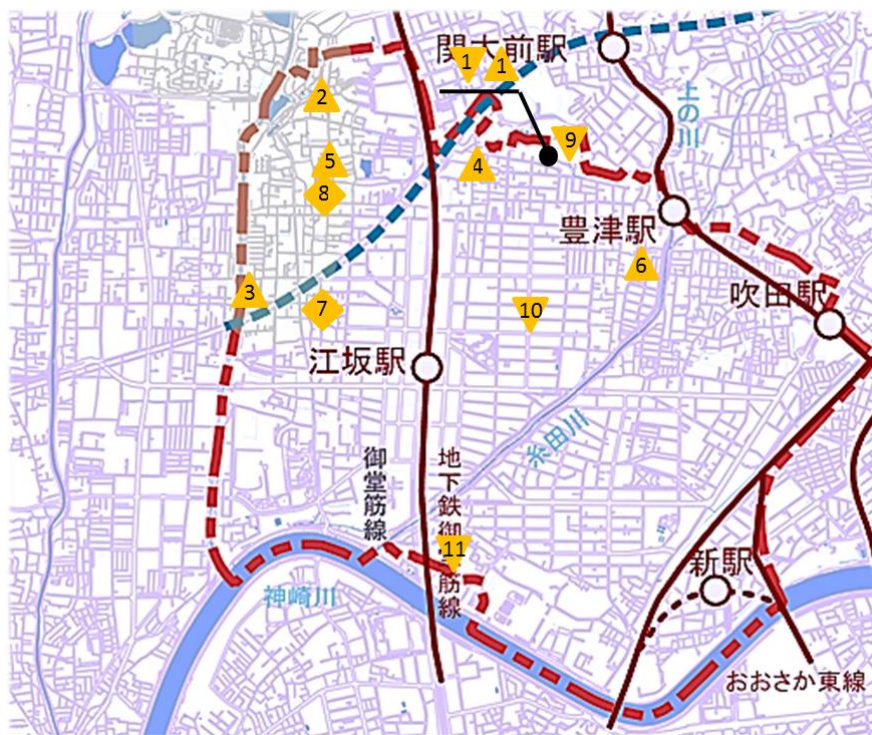 関大前駅
1
1
2
上の川
9
5
4
8
豊津駅
6
3
吹田駅
7
10
江坂駅
糸田川
御堂筋線
地下鉄御堂筋線
11
新駅
神崎川
おおさか東線